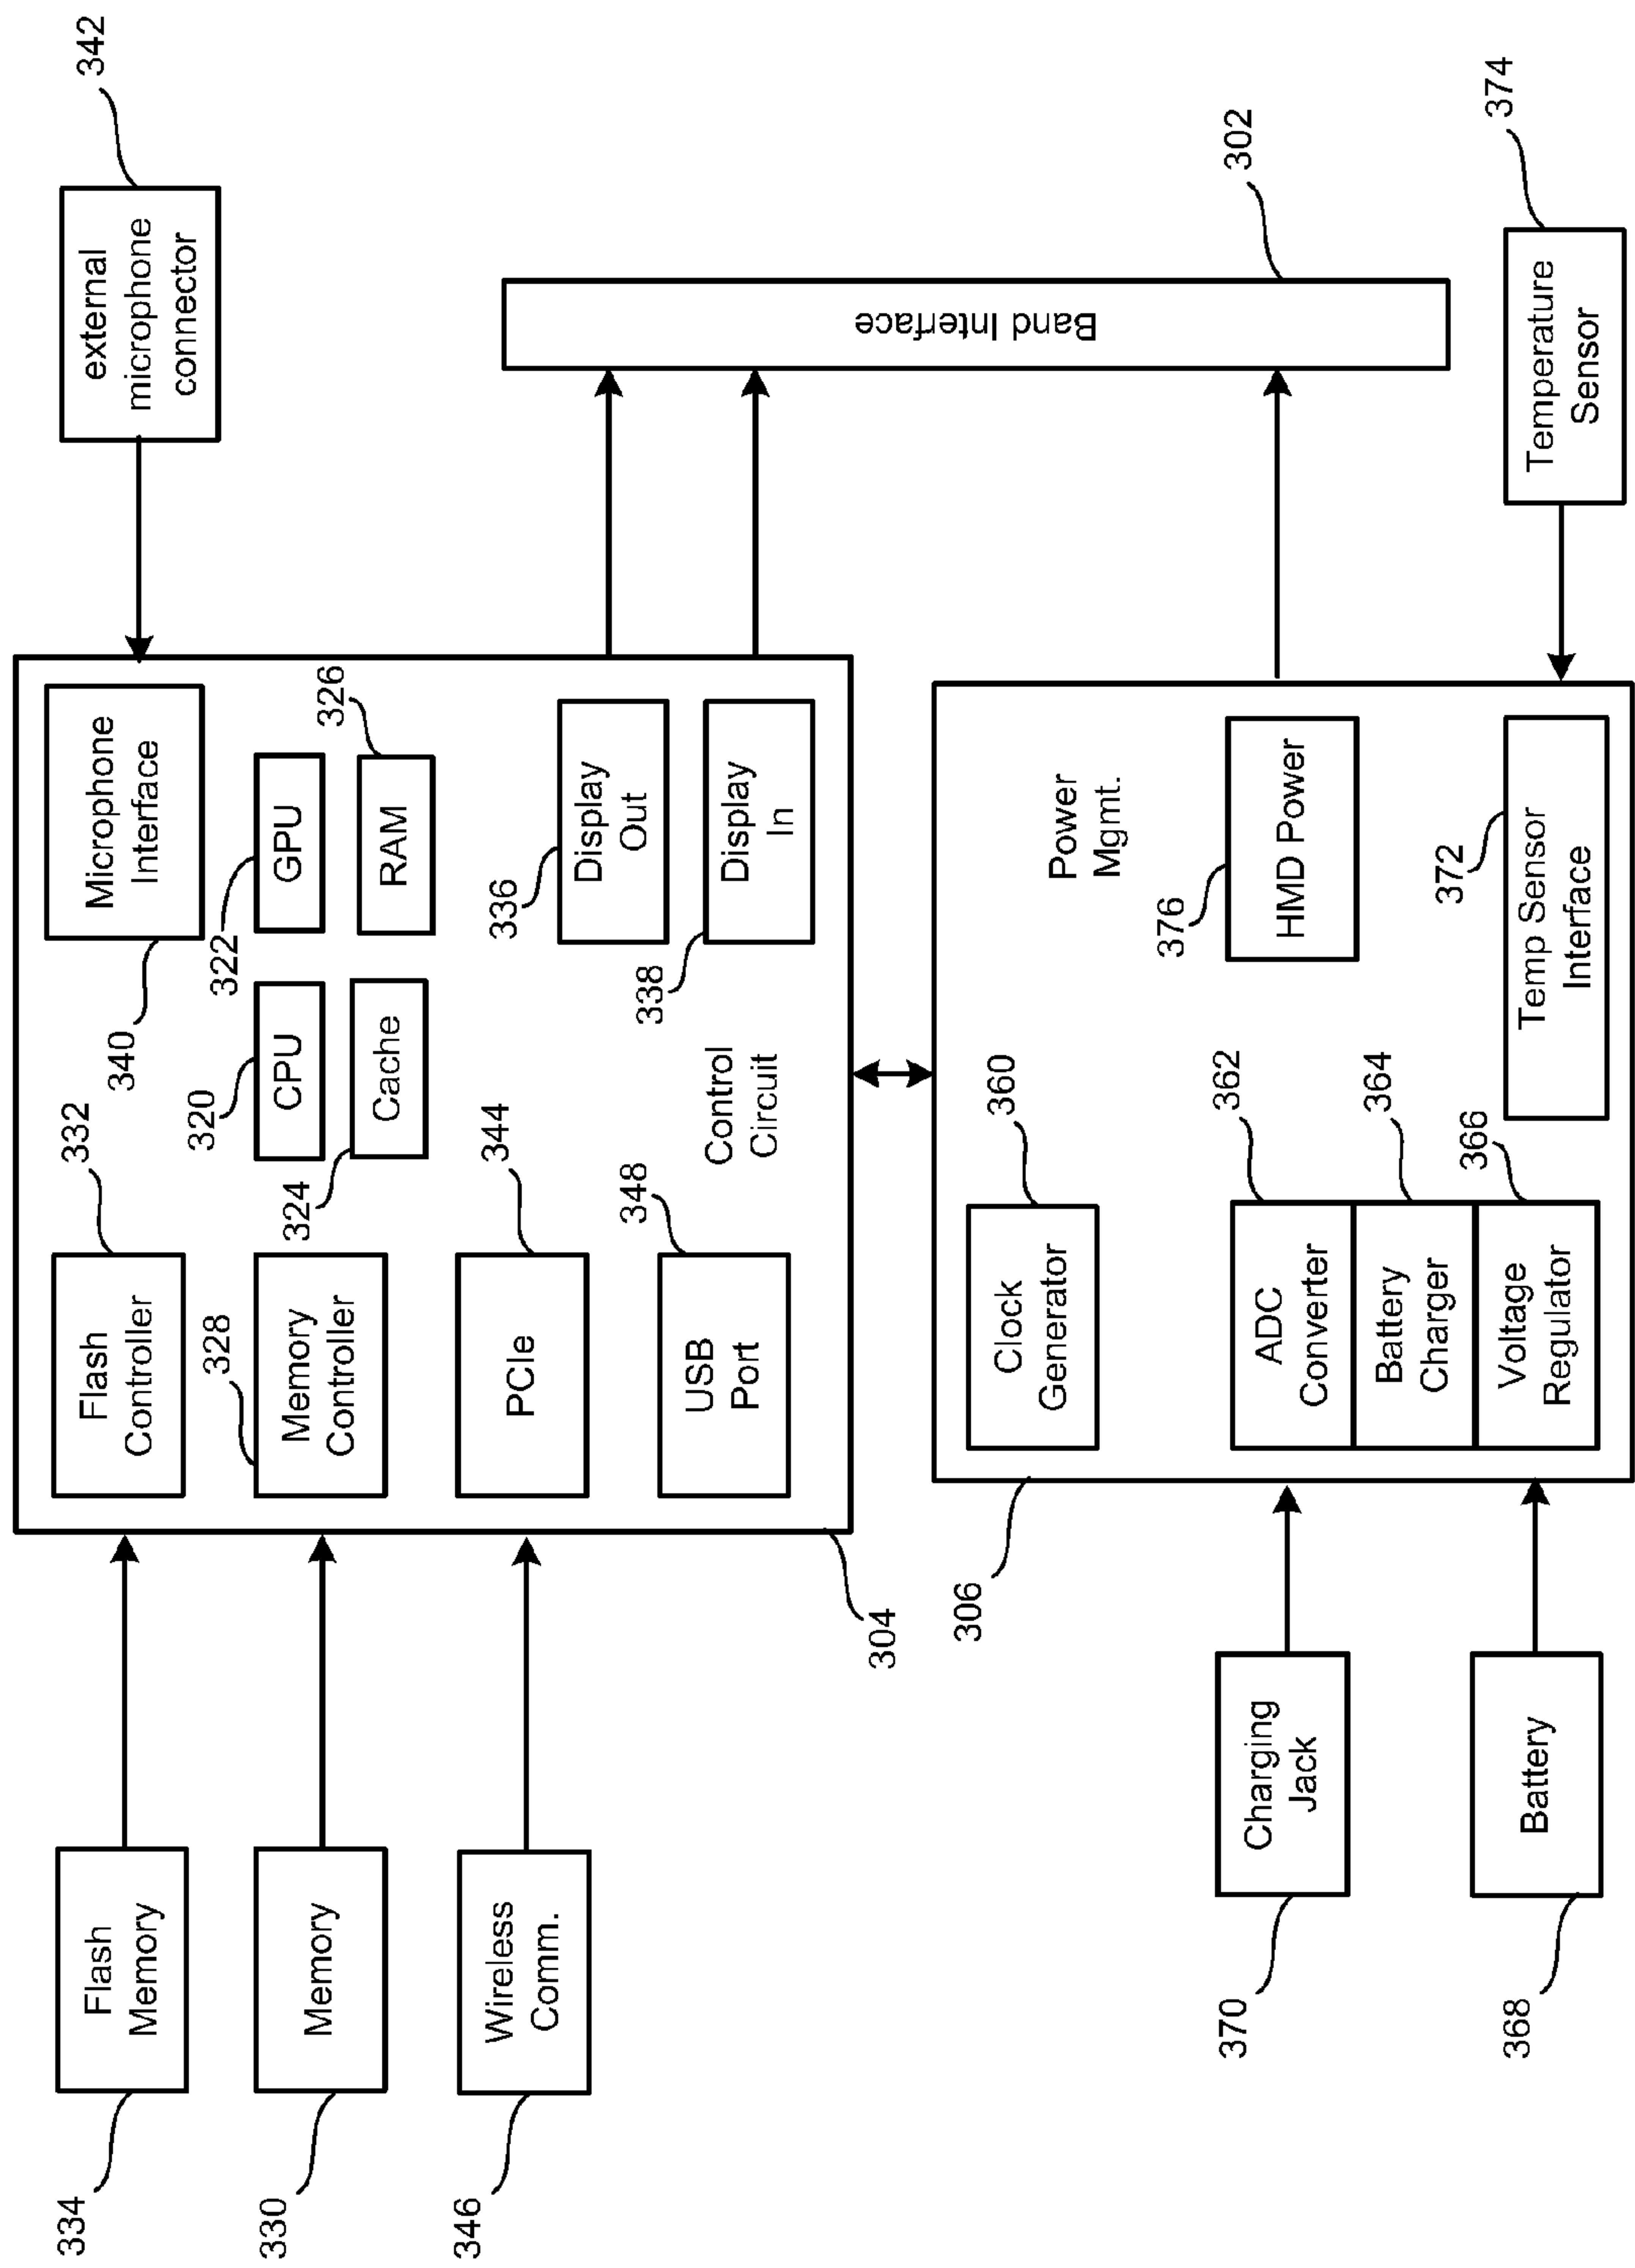 334
Flash
Memory
330
Memory
346
Wireless
Comm.
304
332
Flash
Controller
328
Memory
Controller
344
PCIe
348
USB
Port
340
Microphone
Interface
320
CPU
322
GPU
324
Cache
326
RAM
336
Display
Out
338
Display
In
Control
Circuit
342
external
microphone
connector
302
Band Interface
306
360
Clock
Generator
362
ADC
Converter
364
Battery
Charger
366
Voltage
Regulator
Power
Mgmt.
376
HMD Power
372
Temp Sensor
Interface
374
Temperature
Sensor
370
Charging
Jack
368
Battery